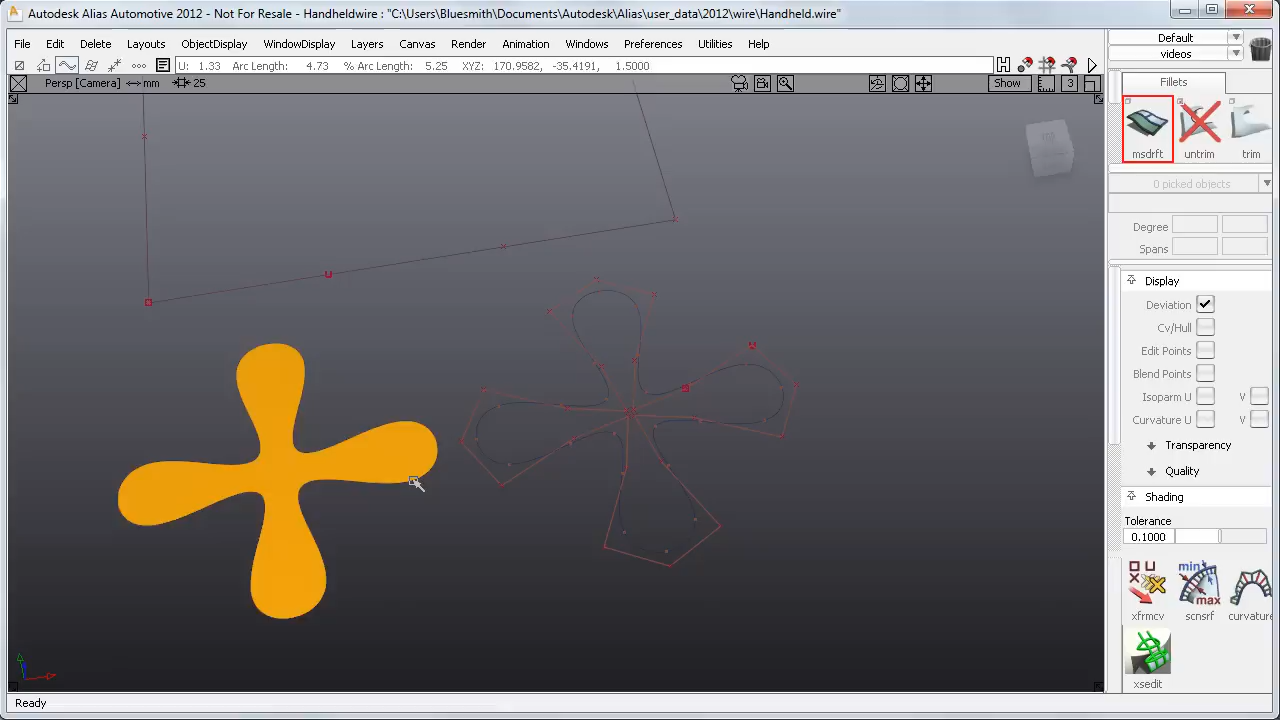 Autodesk Alias Automotive 2012 - Not For Resale - Handheldwire : "C:\Users\Bluesmith\Documents\Autodesk\Alias\user_data\2012\wire\Handheld.wire"
File Edit Delete Layouts ObjectDisplay WindowDisplay Layers Canvas Render Animation Windows Preferences Utilities Help
Default
videos
U: 1.33 Arc Length: 4.73 % Arc Length: 5.25 XYZ: 170.9582, -35.4191, 1.5000
Persp [Camera] mm 25
Show
3
Fillets
msdrft untrim trim
0 picked objects
Degree
Spans
Display
Deviation
Cv/Hull
Edit Points
Blend Points
Isoparm U V
Curvature U V
Transparency
Quality
Shading
Tolerance
0.1000
min
max
xfrmcv scnsrf curvature
xsedit
Ready